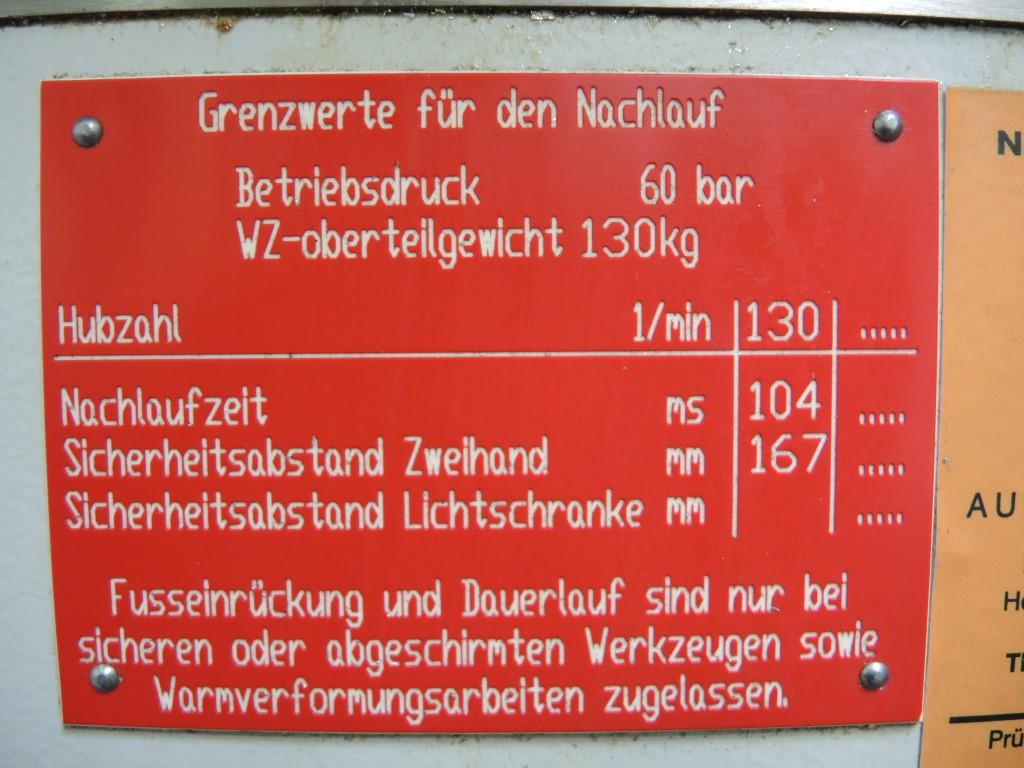 Grenzwerte für den Nachlauf
Betriebsdruck 60 bar
WZ-oberteilgewicht 130kg
Hubzahl 1/min 130 .....
Nachlaufzeit ms 104 .....
Sicherheitsabstand Zweihand mm 167 .....
Sicherheitsabstand Lichtschranke mm .....
Fusseinrückung und Dauerlauf sind nur bei
sicheren oder abgeschirmten Werkzeugen sowie
Warmverformungsarbeiten zugelassen.
N
AU